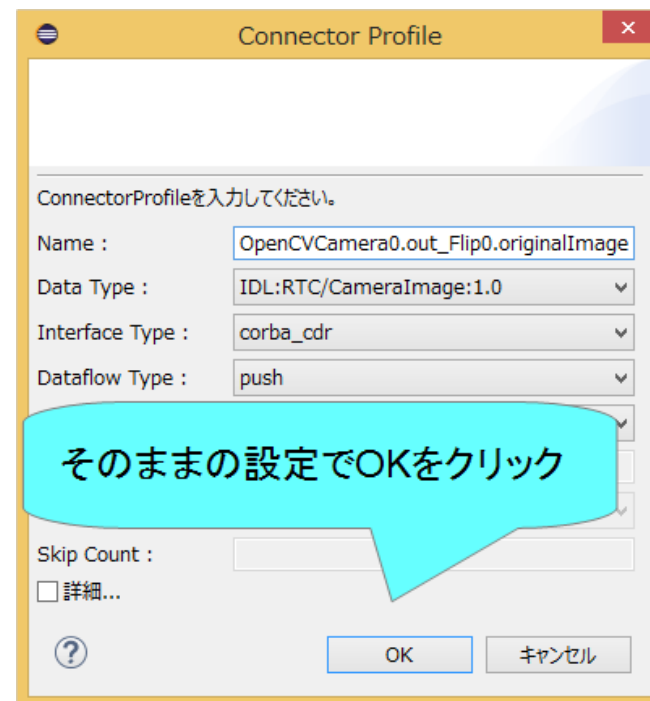 Connector Profile
ConnectorProfileを入力してください。
Name : OpenCVCamera0.out_Flip0.originalImage
Data Type : IDL:RTC/CameraImage:1.0
Interface Type : corba_cdr
Dataflow Type : push
そのままの設定でOKをクリック
Skip Count :
詳細...
OK キャンセル